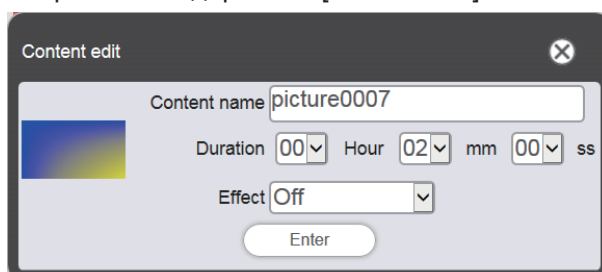 Content edit
Content name picture0007
Duration 00 Hour 02 mm 00 ss
Effect Off
Enter